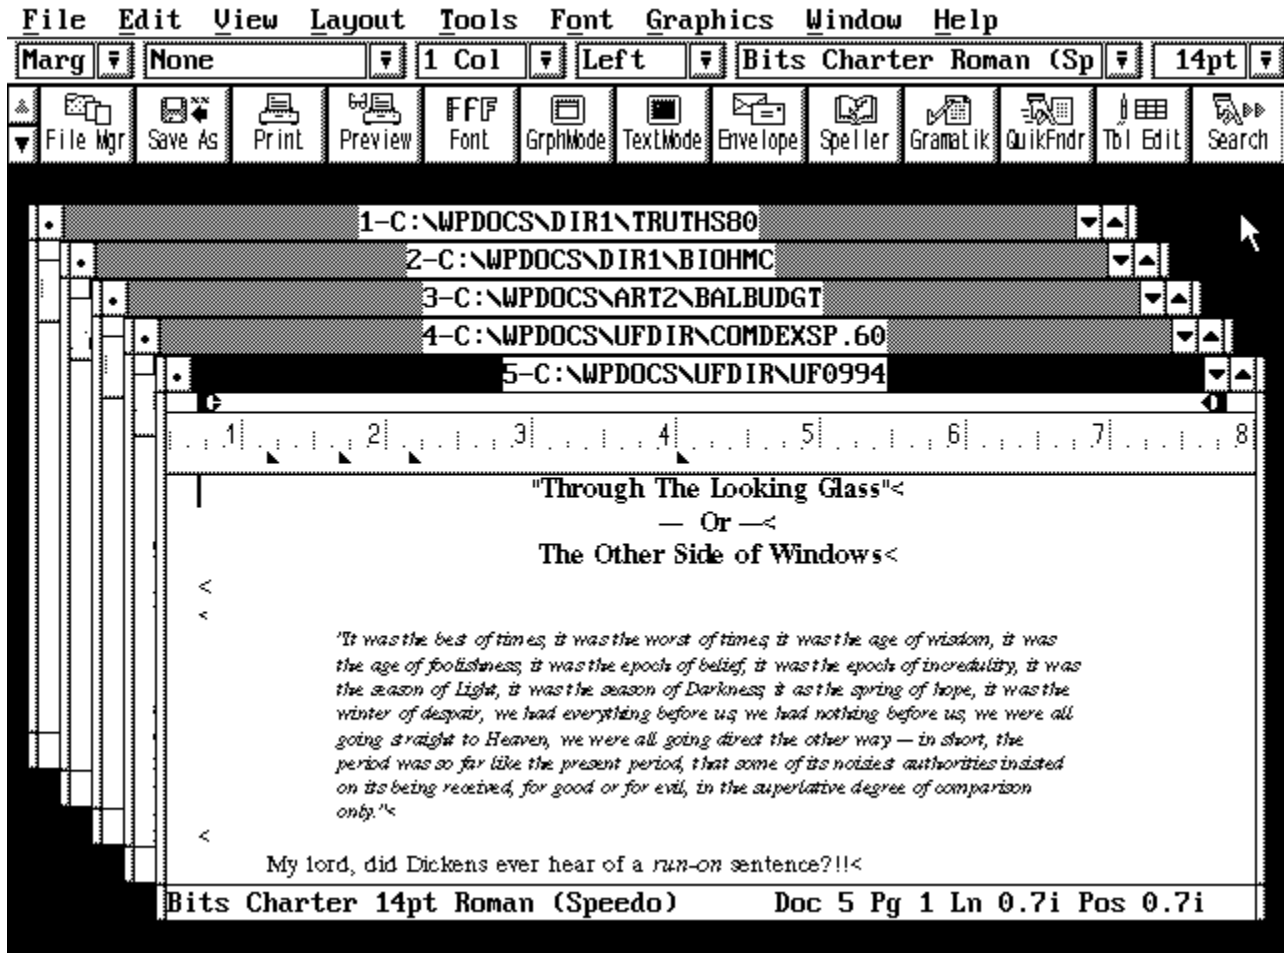 File Edit View Layout Tools Font Graphics Window Help
Marg None 1 Col Left Bits Charter Roman (Sp 14pt
FFF
File Mgr Save As Print Preview Font GrphMode TextMode Envelope Speller Gramatik QuikFndr Tbl Edit Search
1-C:\WPDOCS\DIR1\TRUTHS80
2-C:\WPDOCS\DIR1\BIOHMC
3-C:\WPDOCS\ART2\BALBUDGT
4-C:\WPDOCS\UFDIR\COMDEXSP.60
5-C:\WPDOCS\UFDIR\UF0994
1 2 3 4 5 6 7 8
"Through The Looking Glass"<
— Or —<
The Other Side of Windows<
<
<
"It was the best of times, it was the worst of times, it was the age of wisdom, it was
the age of foolishness, it was the epoch of belief, it was the epoch of incredulity, it was
the season of Light, it was the season of Darkness, it as the spring of hope, it was the
winter of despair, we had everything before us, we had nothing before us, we were all
going straight to Heaven, we were all going direct the other way — in short, the
period was so far like the present period, that some of its noisiest authorities insisted
on its being received, for good or for evil, in the superlative degree of comparison
only."<
<
My lord, did Dickens ever hear of a run-on sentence?!!<
Bits Charter 14pt Roman (Speedo) Doc 5 Pg 1 Ln 0.7i Pos 0.7i